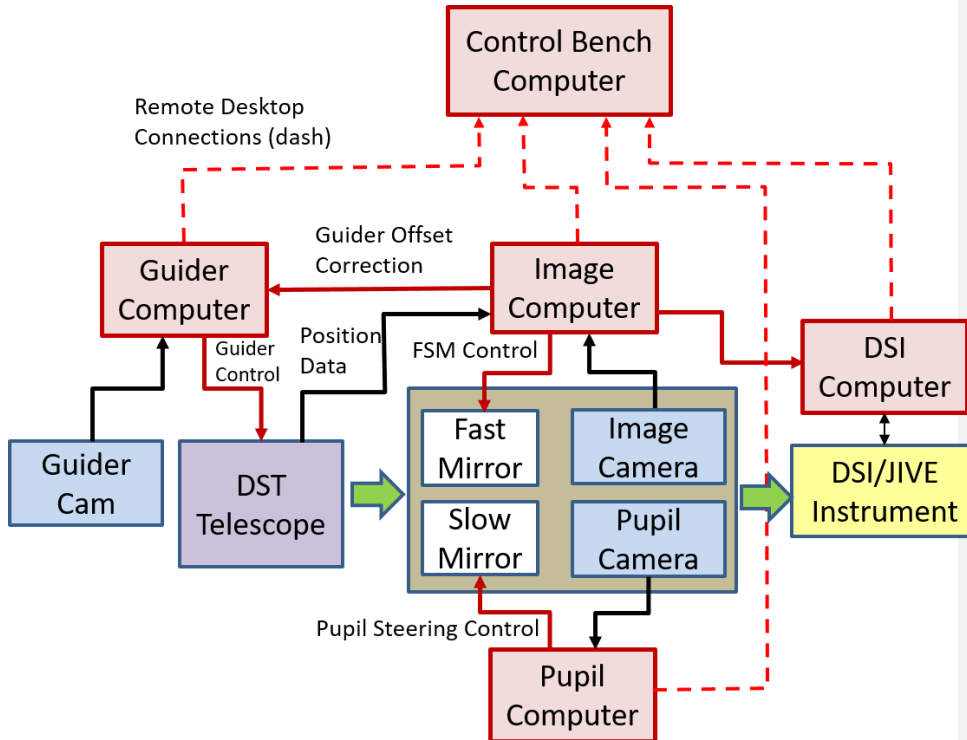 Control Bench
Computer
Remote Desktop
Connections (dash)
Guider Offset
Correction
Guider
Computer
Image
Computer
Guider
Control
Position
Data
FSM Control
DSI
Computer
Guider
Cam
DST
Telescope
Fast
Mirror
Image
Camera
Slow
Mirror
Pupil
Camera
DSI/JIVE
Instrument
Pupil Steering Control
Pupil
Computer